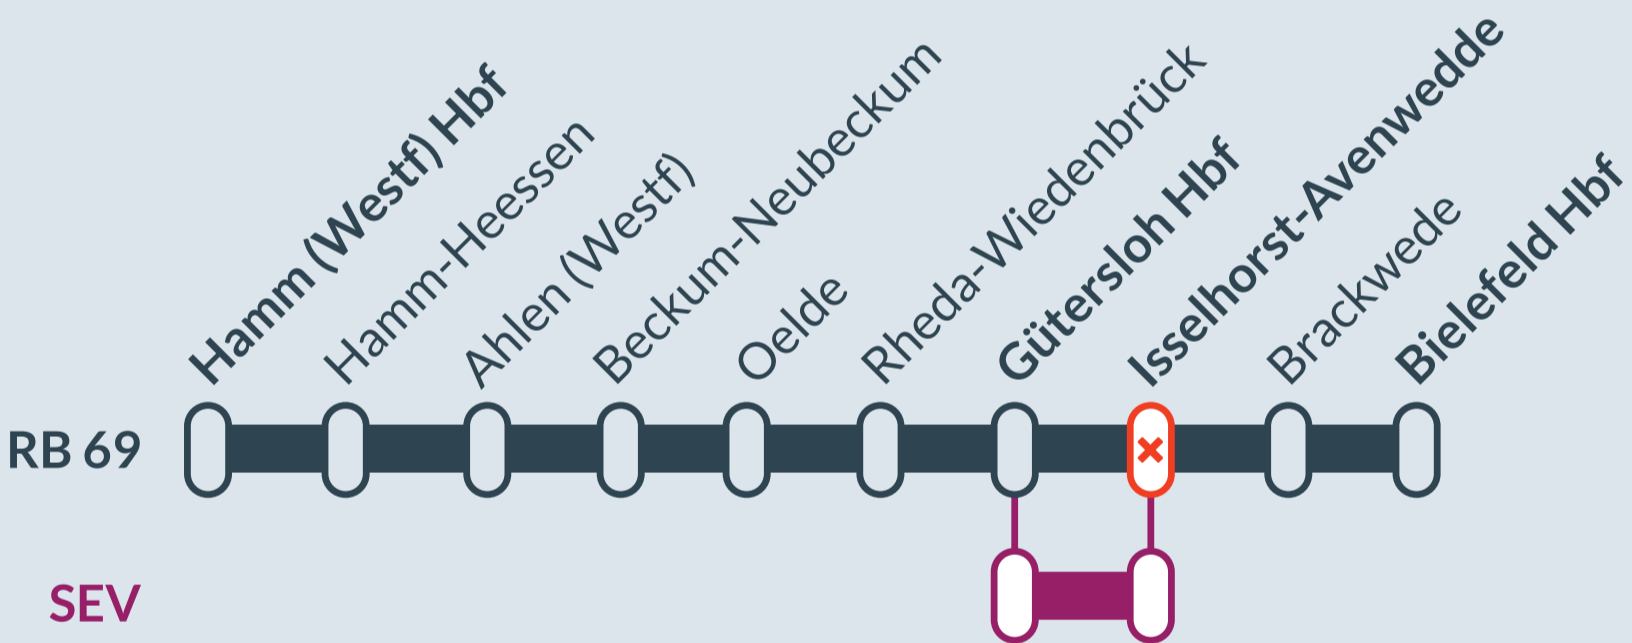 Hamm (Westf) Hbf
Hamm-Heessen
Ahlen (Westf)
Beckum-Neubeckum
Oelde
Rheda-Wiedenbrück
Gütersloh Hbf
Isselhorst-Avenwedde
Brackwede
Bielefeld Hbf
RB 69
SEV